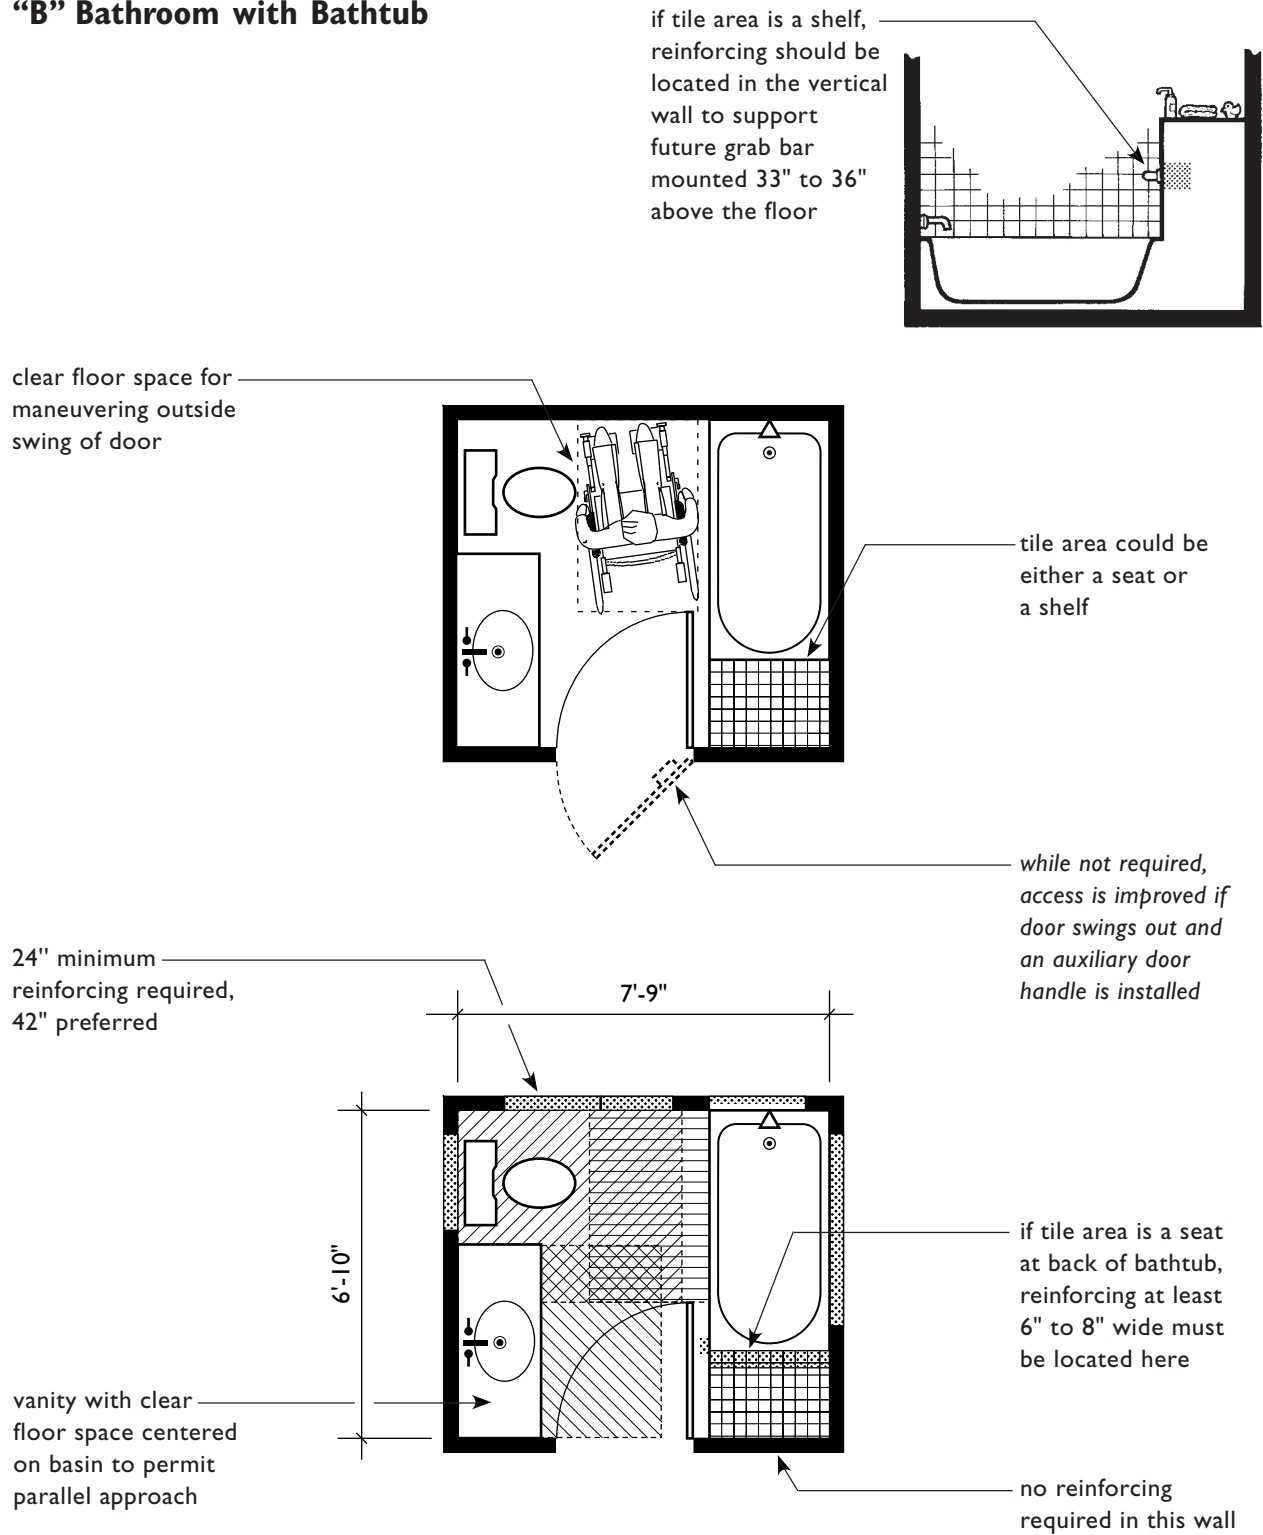 “B” Bathroom with Bathtub
if tile area is a shelf,
reinforcing should be
located in the vertical
wall to support
future grab bar
mounted 33" to 36"
above the floor
clear floor space for
maneuvering outside
swing of door
tile area could be
either a seat or
a shelf
while not required,
access is improved if
door swings out and
an auxiliary door
handle is installed
24" minimum
reinforcing required,
42" preferred
7'-9"
6'-10"
if tile area is a seat
at back of bathtub,
reinforcing at least
6" to 8" wide must
be located here
vanity with clear
floor space centered
on basin to permit
parallel approach
no reinforcing
required in this wall